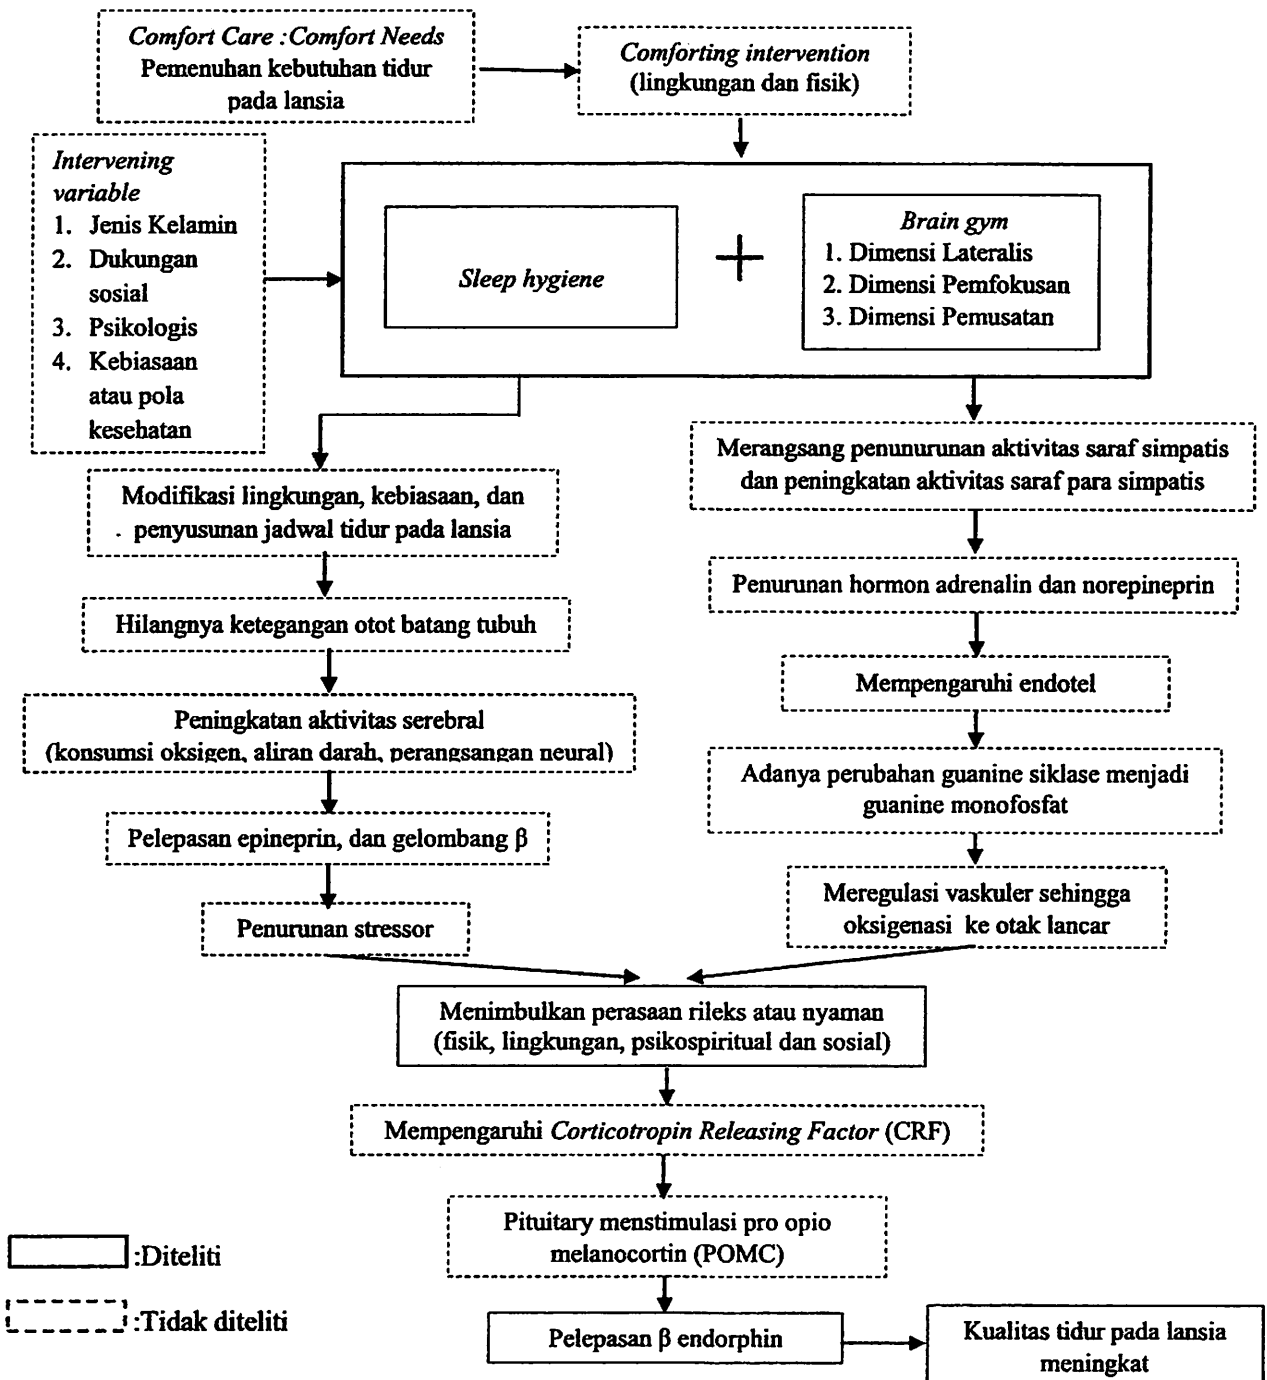 Comfort Care :Comfort Needs
Pemenuhan kebutuhan tidur
pada lansia
Comforting intervention
(lingkungan dan fisik)
Intervening
variable
1. Jenis Kelamin
2. Dukungan
sosial
3. Psikologis
4. Kebiasaan
atau pola
kesehatan
Sleep hygiene
+
Brain gym
1. Dimensi Lateralis
2. Dimensi Pemfokusan
3. Dimensi Pemusatan
Modifikasi lingkungan, kebiasaan, dan
penyusunan jadwal tidur pada lansia
Hilangnya ketegangan otot batang tubuh
Peningkatan aktivitas serebral
(konsumsi oksigen, aliran darah, perangsangan neural)
Pelepasan epineprin, dan gelombang β
Penurunan stressor
Merangsang penunurunan aktivitas saraf simpatis
dan peningkatan aktivitas saraf para simpatis
Penurunan hormon adrenalin dan norepineprin
Mempengaruhi endotel
Adanya perubahan guanine siklase menjadi
guanine monofosfat
Meregulasi vaskuler sehingga
oksigenasi ke otak lancar
Menimbulkan perasaan rileks atau nyaman
(fisik, lingkungan, psikospiritual dan sosial)
Mempengaruhi Corticotropin Releasing Factor (CRF)
Pituitary menstimulasi pro opio
melanocortin (POMC)
Pelepasan β endorphin
Kualitas tidur pada lansia
meningkat
:Diteliti
:Tidak diteliti